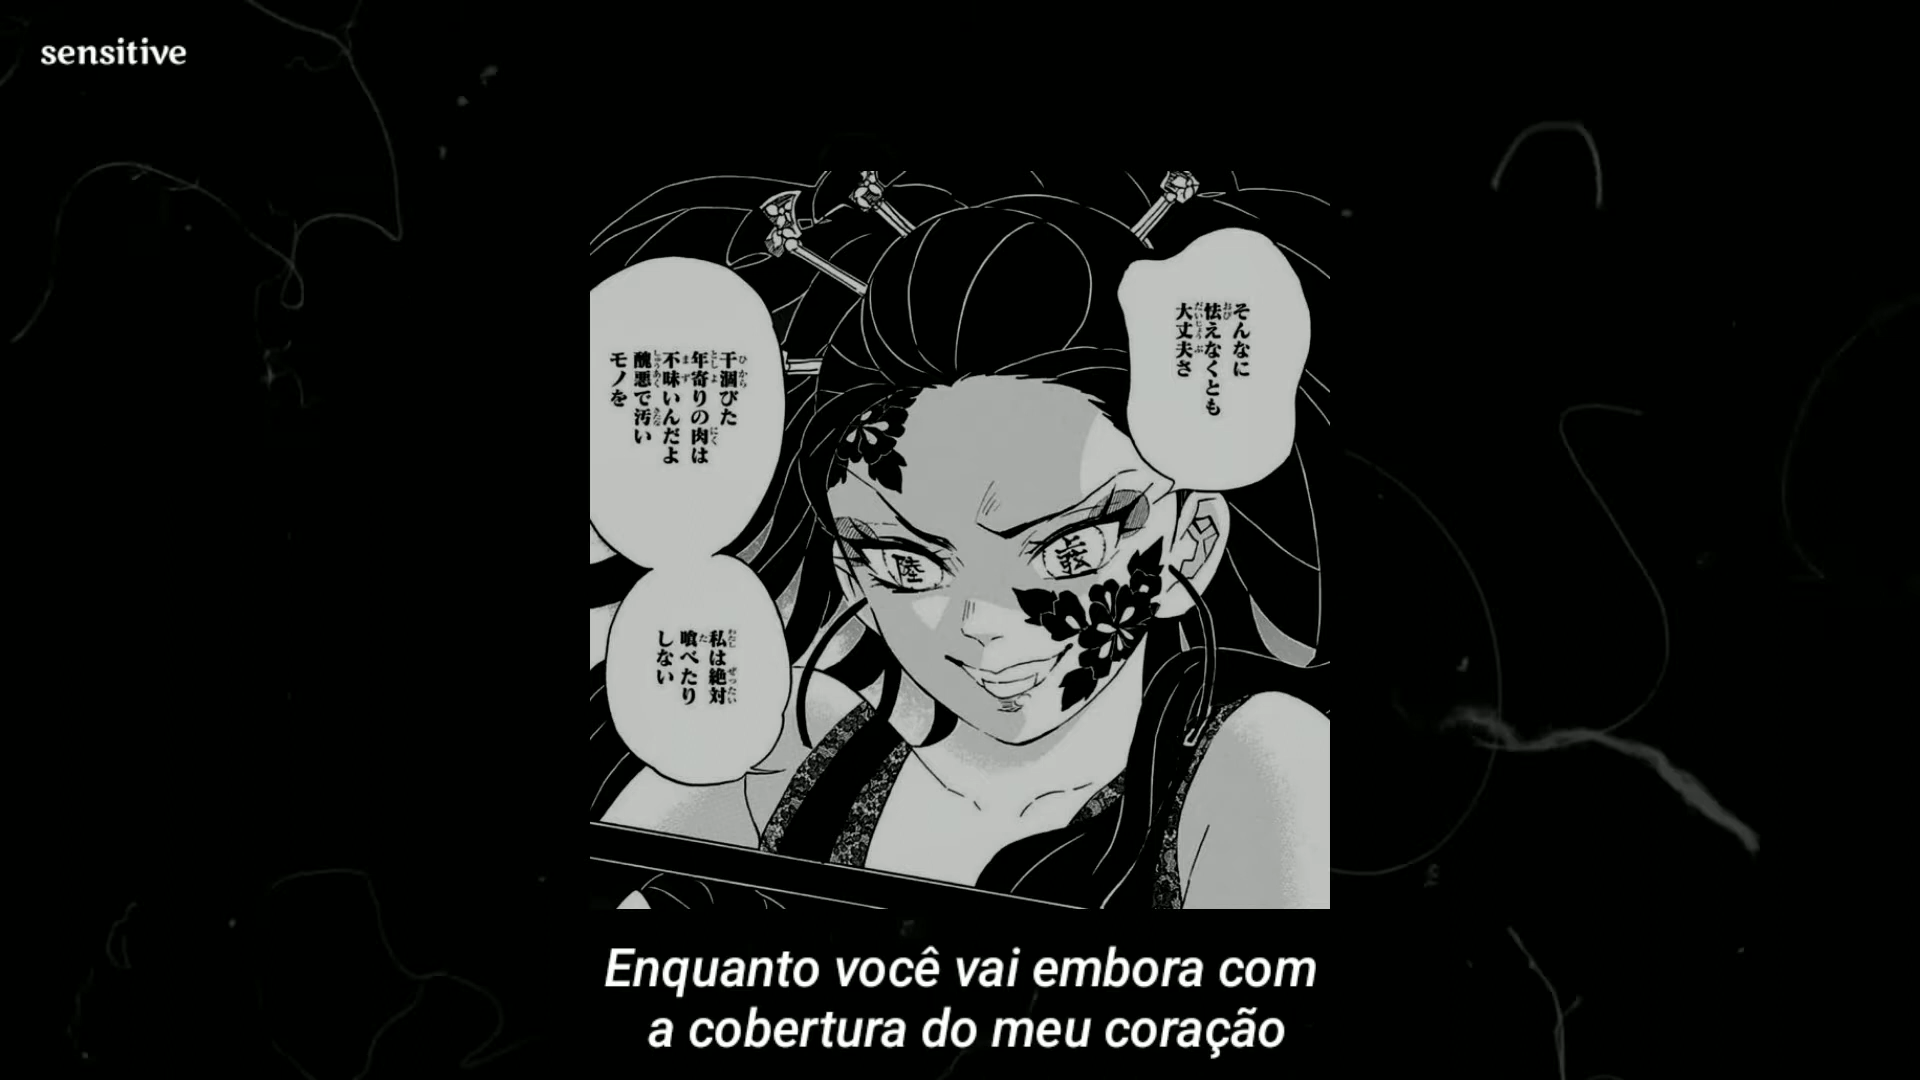 sensitive
そんなに
怯えなくとも
大丈夫さ
干涸びた
年寄りの肉は
不味いんだよ
醜悪で汚い
モノを
私は絶対
喰べたり
しない
上弦
陸
Enquanto você vai embora com
a cobertura do meu coração